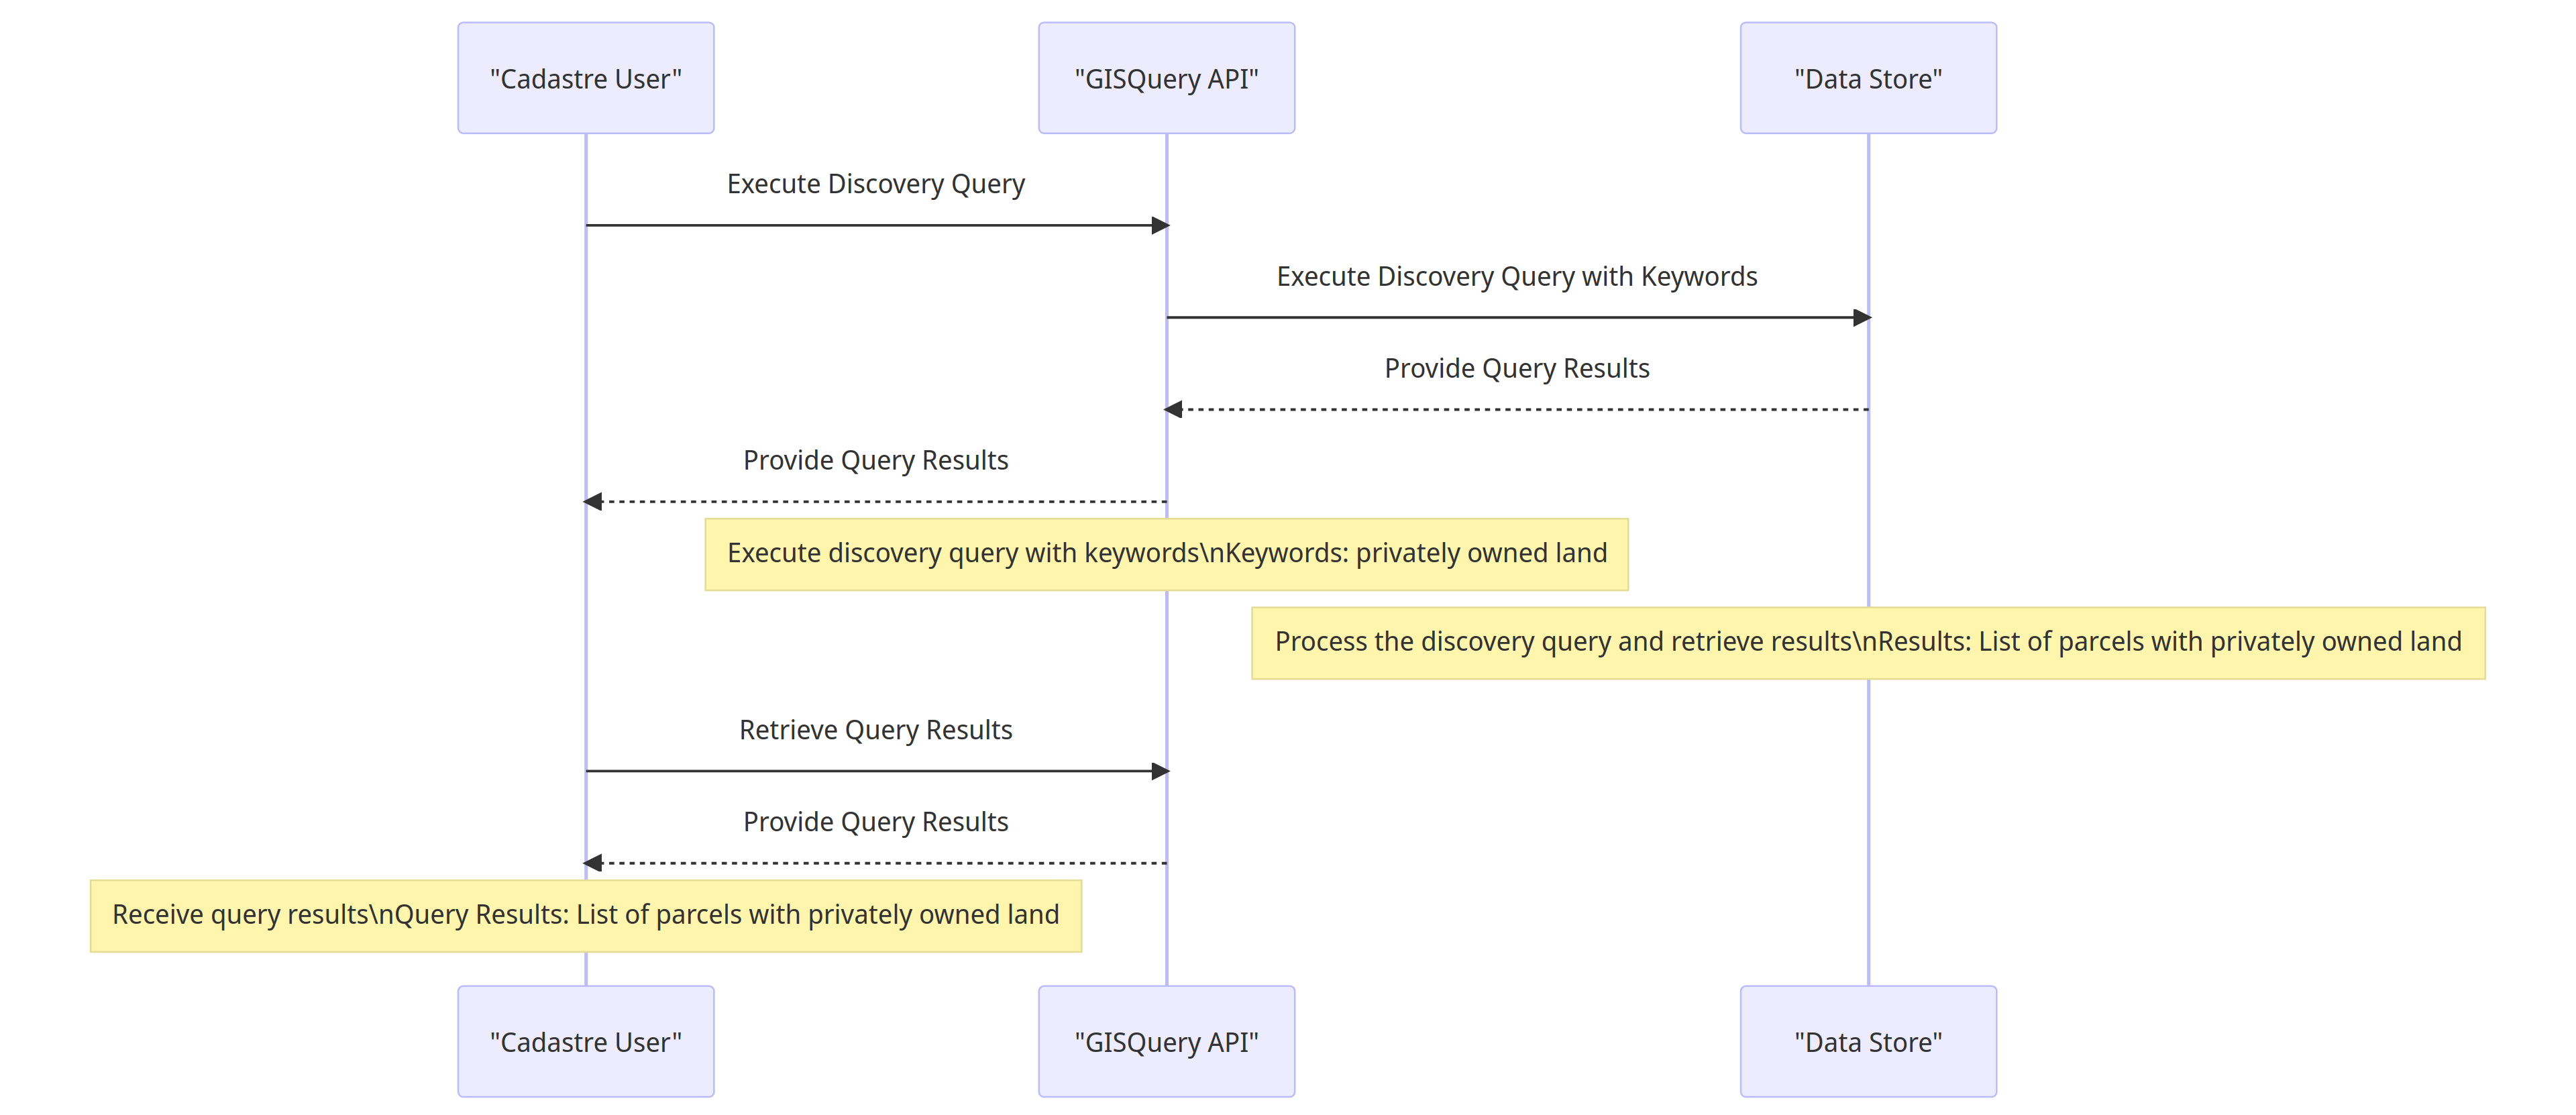 "Cadastre User"
"GISQuery API"
"Data Store"
Execute Discovery Query
Execute Discovery Query with Keywords
Provide Query Results
Provide Query Results
Execute discovery query with keywords\nKeywords: privately owned land
Process the discovery query and retrieve results\nResults: List of parcels with privately owned land
Retrieve Query Results
Provide Query Results
Receive query results\nQuery Results: List of parcels with privately owned land
"Cadastre User"
"GISQuery API"
"Data Store"